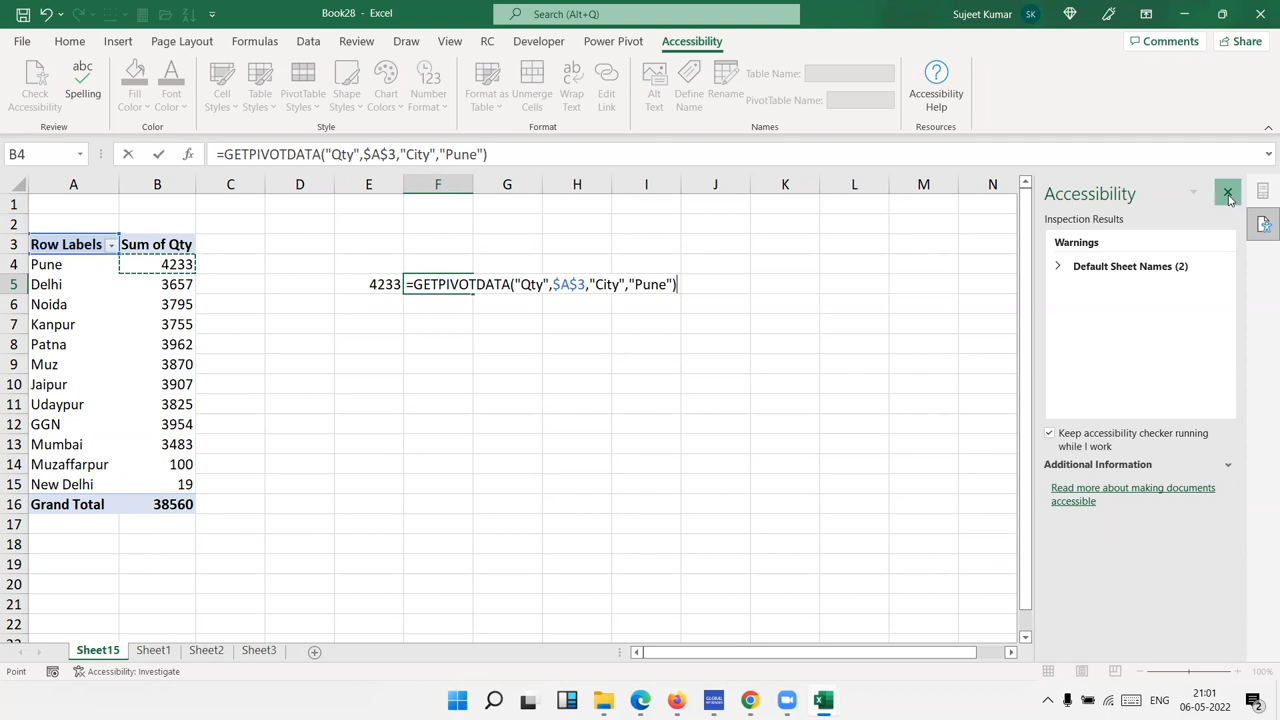 AutoSave Off
Book28 - Excel
Search (Alt+Q)
Sujeet Kumar SK
File Home Insert Page Layout Formulas Data Review Draw View RC Developer Power Pivot Accessibility
Comments Share
Check Accessibility
Spelling
Fill Color
Font Color
Cell Styles
Table Styles
PivotTable Styles
Shape Styles
Chart Colors
Number Format
Format as Table
Unmerge Cells
Wrap Text
Edit Link
Alt Text
Define Name
Rename
Table Name:
PivotTable Name:
Accessibility Help
Review Color Style Format Names Resources
B4 fx =GETPIVOTDATA("Qty",$A$3,"City","Pune")
A B C D E F G H I J K L M N
1
2
3 Row Labels Sum of Qty
4 Pune 4233
5 Delhi 3657 4233 =GETPIVOTDATA("Qty",$A$3,"City","Pune")
6 Noida 3795
7 Kanpur 3755
8 Patna 3962
9 Muz 3870
10 Jaipur 3907
11 Udaypur 3825
12 GGN 3954
13 Mumbai 3483
14 Muzaffarpur 100
15 New Delhi 19
16 Grand Total 38560
17
18
19
20
21
22
Accessibility
Inspection Results
Warnings
Default Sheet Names (2)
Keep accessibility checker running
while I work
Additional Information
Read more about making documents
accessible
Sheet15 Sheet1 Sheet2 Sheet3
Point Accessibility: Investigate 100%
ENG
21:01
06-05-2022
2